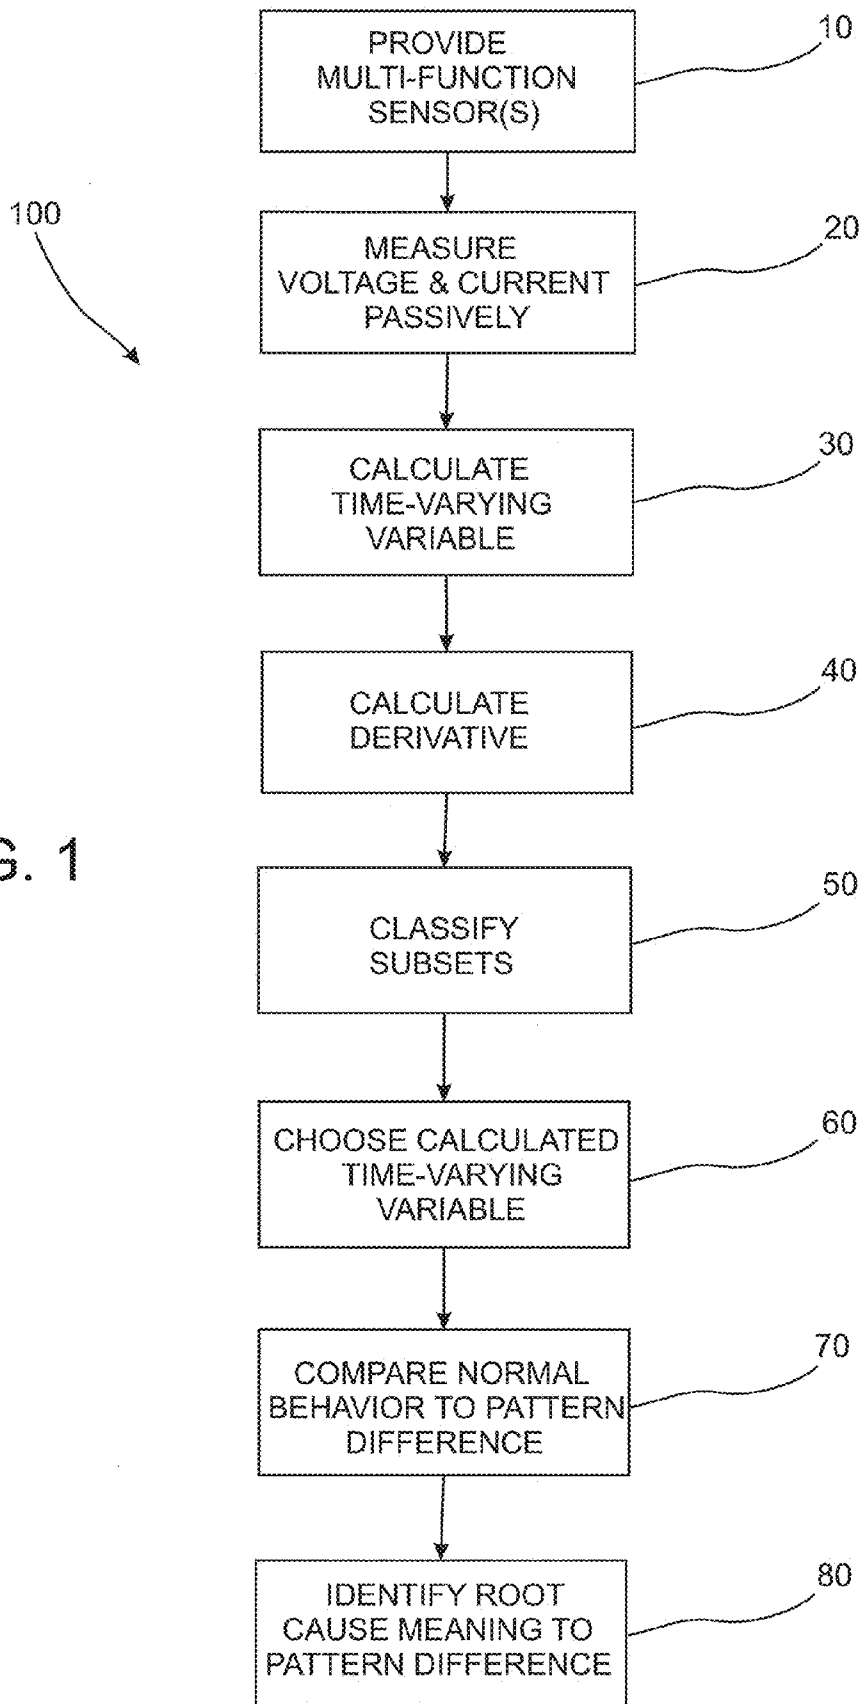 PROVIDE
MULTI-FUNCTION
SENSOR(S)
10
100
MEASURE
VOLTAGE & CURRENT
PASSIVELY
20
CALCULATE
TIME-VARYING
VARIABLE
30
CALCULATE
DERIVATIVE
40
G. 1
CLASSIFY
SUBSETS
50
CHOOSE CALCULATED
TIME-VARYING
VARIABLE
60
COMPARE NORMAL
BEHAVIOR TO PATTERN
DIFFERENCE
70
IDENTIFY ROOT
CAUSE MEANING TO
PATTERN DIFFERENCE
80